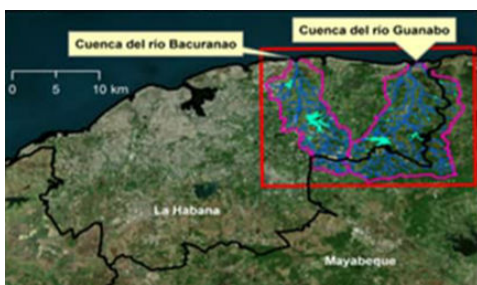 Cuenca del río Guanabo
Cuenca del río Bacuranao
0 5 10 km
La Habana
Mayabeque